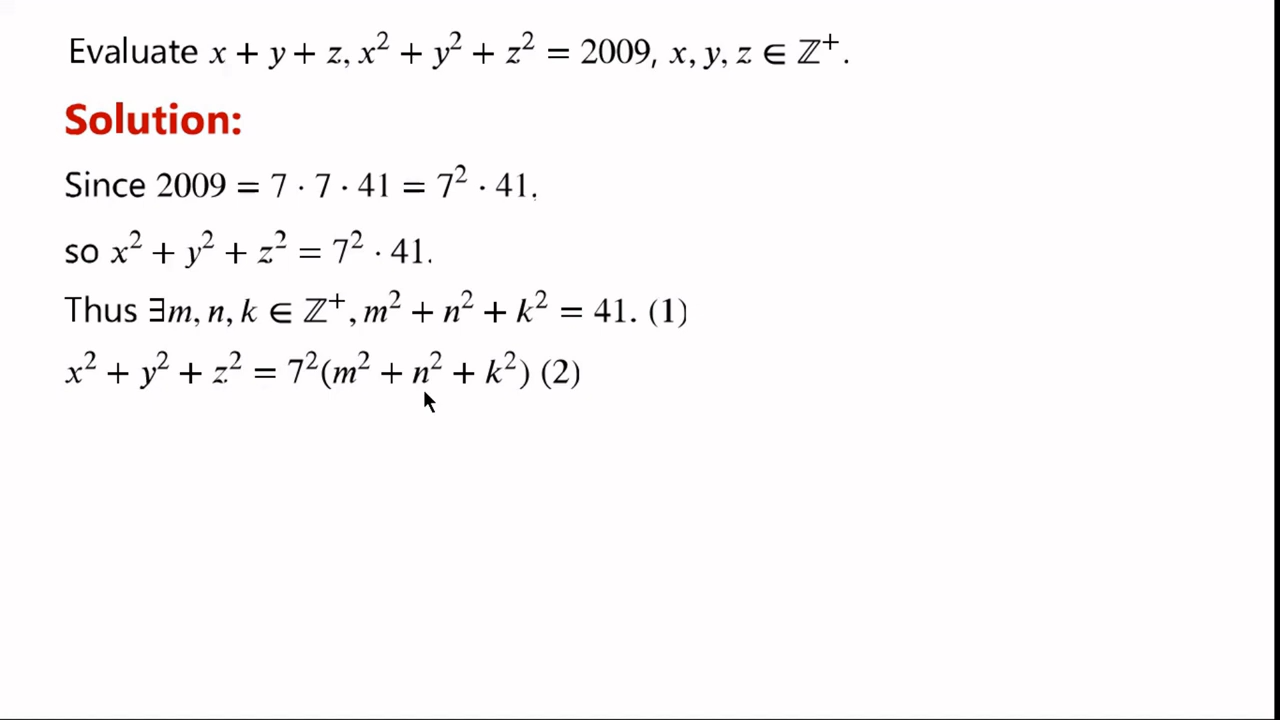 Evaluate x + y + z, x² + y² + z² = 2009, x, y, z ∈ ℤ⁺.
Solution:
Since 2009 = 7 · 7 · 41 = 7² · 41.
so x² + y² + z² = 7² · 41.
Thus ∃m, n, k ∈ ℤ⁺, m² + n² + k² = 41. (1)
x² + y² + z² = 7²(m² + n² + k²) (2)